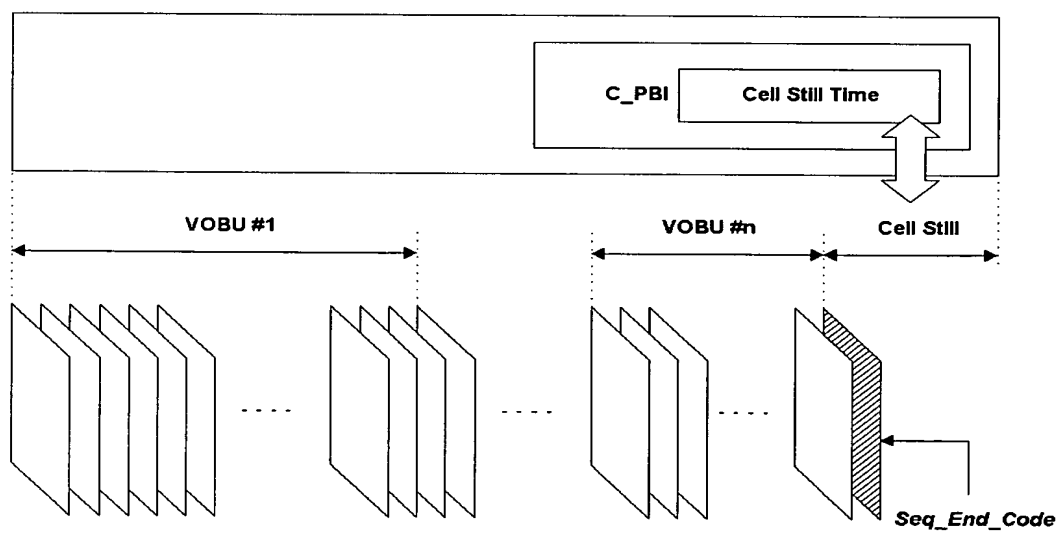 C_PBI
Cell Still Time
VOBU #1
VOBU #n
Cell Still
Seq_End_Code